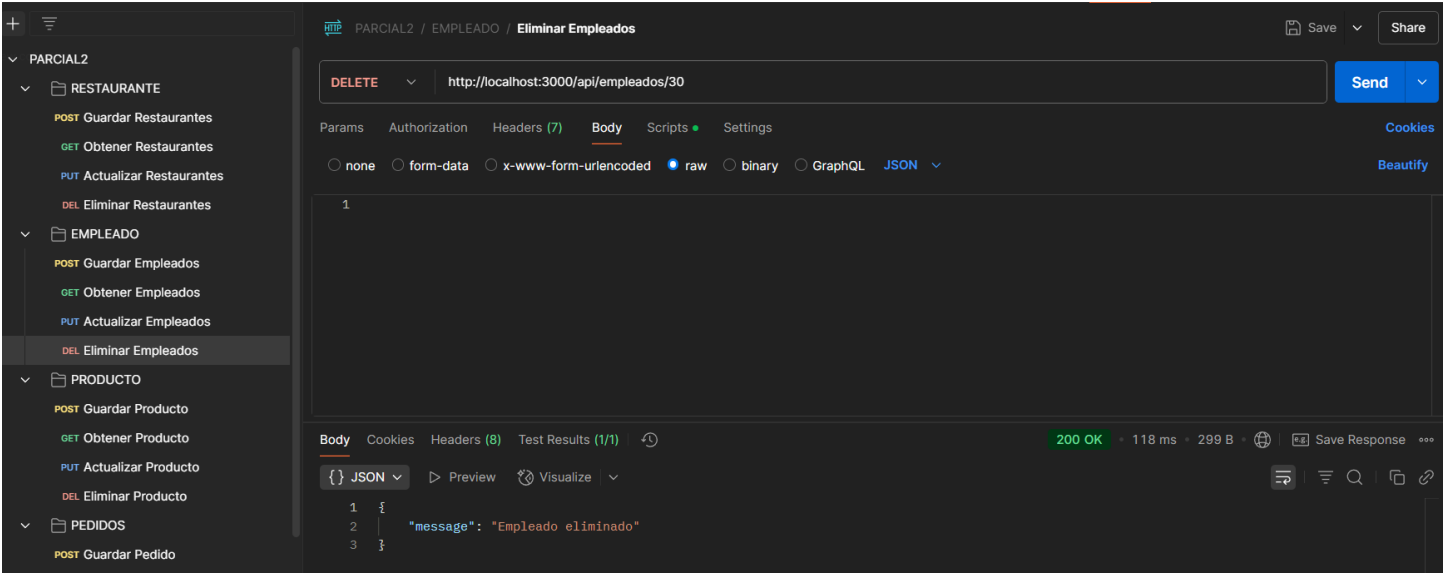 PARCIAL2
RESTAURANTE
POST Guardar Restaurantes
GET Obtener Restaurantes
PUT Actualizar Restaurantes
DEL Eliminar Restaurantes
EMPLEADO
POST Guardar Empleados
GET Obtener Empleados
PUT Actualizar Empleados
DEL Eliminar Empleados
PRODUCTO
POST Guardar Producto
GET Obtener Producto
PUT Actualizar Producto
DEL Eliminar Producto
PEDIDOS
POST Guardar Pedido
HTTP PARCIAL2 / EMPLEADO / Eliminar Empleados
Save Share
DELETE http://localhost:3000/api/empleados/30 Send
Params Authorization Headers (7) Body Scripts Settings Cookies
none form-data x-www-form-urlencoded raw binary GraphQL JSON Beautify
1
Body Cookies Headers (8) Test Results (1/1) 200 OK • 118 ms • 299 B e.g. Save Response
{} JSON Preview Visualize
1 {
2 "message": "Empleado eliminado"
3 }